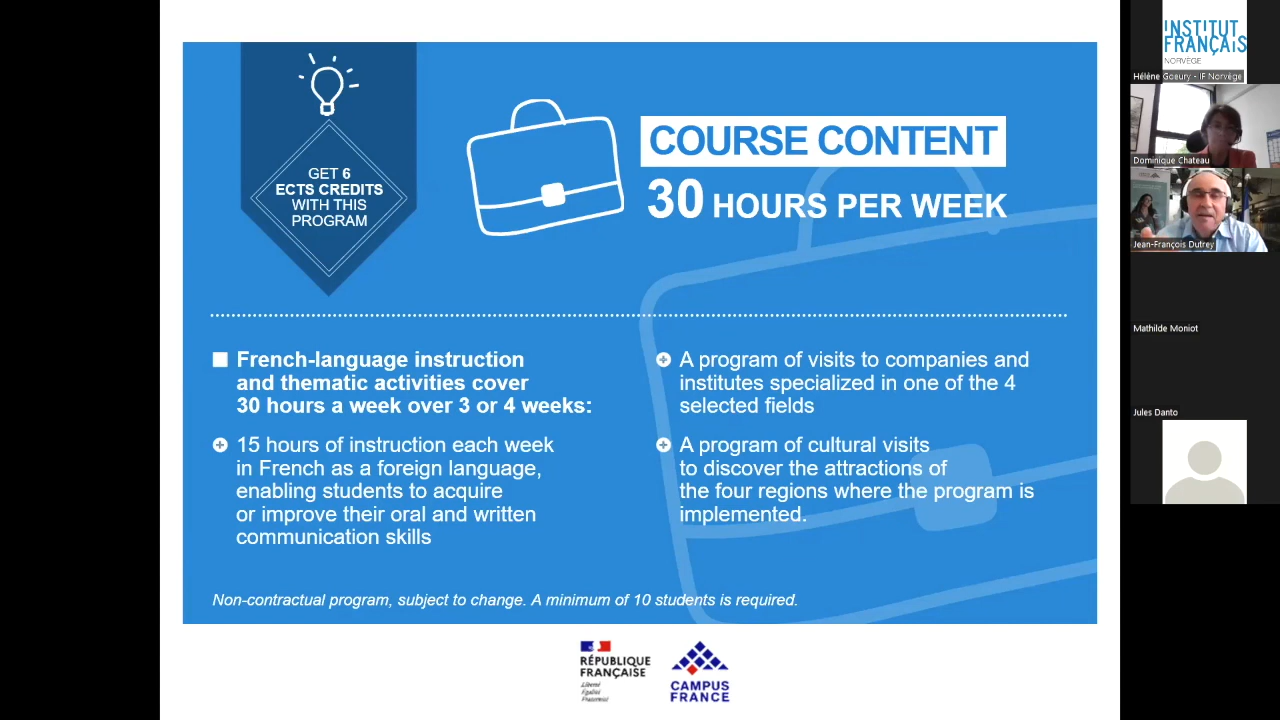 GET 6
ECTS CREDITS
WITH THIS
PROGRAM
COURSE CONTENT
30 HOURS PER WEEK
French-language instruction
and thematic activities cover
30 hours a week over 3 or 4 weeks:
15 hours of instruction each week
in French as a foreign language,
enabling students to acquire
or improve their oral and written
communication skills
A program of visits to companies and
institutes specialized in one of the 4
selected fields
A program of cultural visits
to discover the attractions of
the four regions where the program is
implemented.
Non-contractual program, subject to change. A minimum of 10 students is required.
RÉPUBLIQUE
FRANÇAISE
Liberté
Égalité
Fraternité
CAMPUS
FRANCE
INSTITUT
FRANÇAIS
NORVÈGE
Hélène Goeury - IF Norvège
Dominique Chateau
Jean-François Dutrey
Mathilde Moniot
Jules Danto